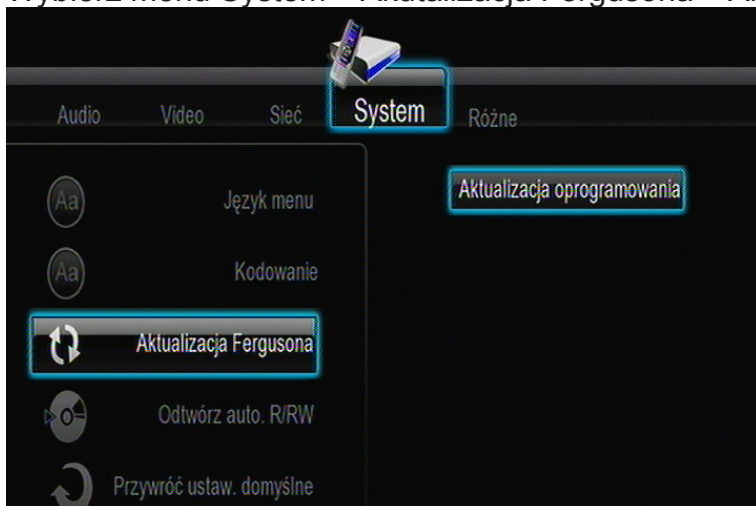 Audio Video Sieć System Różne
Język menu
Aktualizacja oprogramowania
Kodowanie
Aktualizacja Fergusona
Odtwórz auto. R/RW
Przywróć ustaw. domyślne